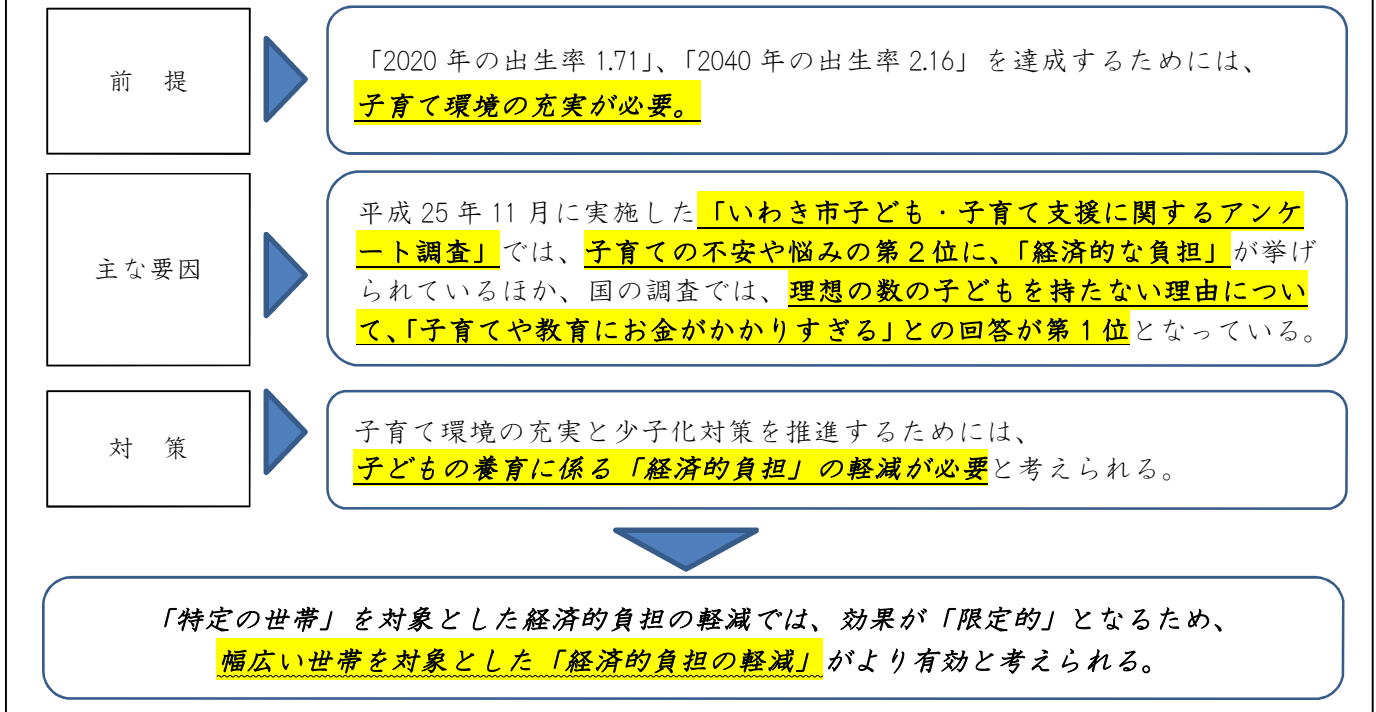 前 提
「2020 年の出生率 1.71」、「2040 年の出生率 2.16」を達成するためには、
子育て環境の充実が必要。
主な要因
平成 25 年 11 月に実施した「いわき市子ども・子育て支援に関するアンケ
ート調査」では、子育ての不安や悩みの第２位に、「経済的な負担」が挙げ
られているほか、国の調査では、理想の数の子どもを持たない理由につい
て、「子育てや教育にお金がかかりすぎる」との回答が第１位となっている。
対 策
子育て環境の充実と少子化対策を推進するためには、
子どもの養育に係る「経済的負担」の軽減が必要と考えられる。
「特定の世帯」を対象とした経済的負担の軽減では、効果が「限定的」となるため、
幅広い世帯を対象とした「経済的負担の軽減」がより有効と考えられる。